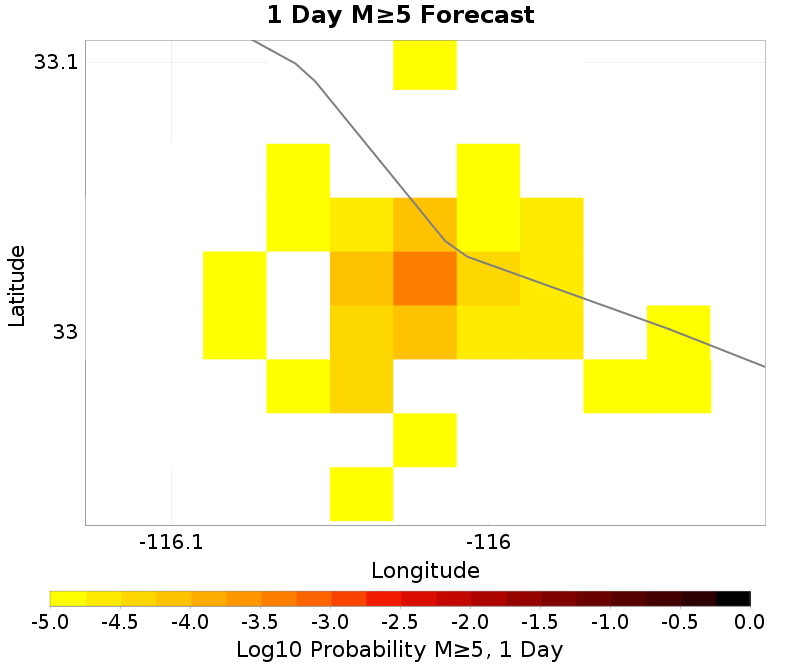 1 Day M≥5 Forecast
33.1
33
Latitude
-116.1 -116
Longitude
-5.0 -4.5 -4.0 -3.5 -3.0 -2.5 -2.0 -1.5 -1.0 -0.5 0.0
Log10 Probability M≥5, 1 Day